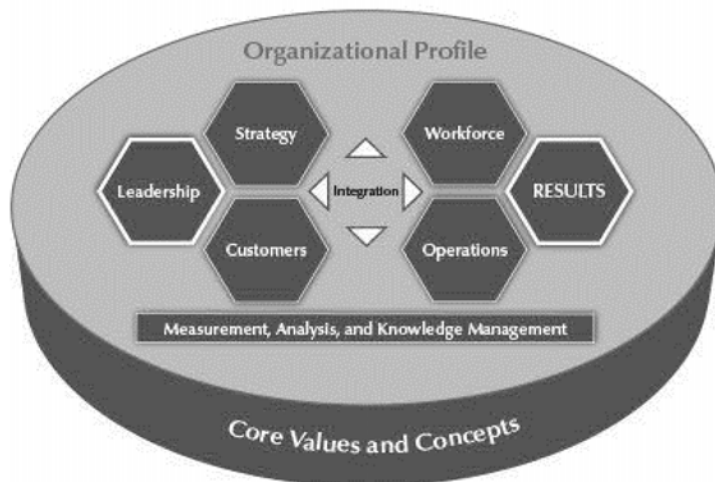 Organizational Profile
Strategy
Workforce
Leadership
Integration
RESULTS
Customers
Operations
Measurement, Analysis, and Knowledge Management
Core Values and Concepts